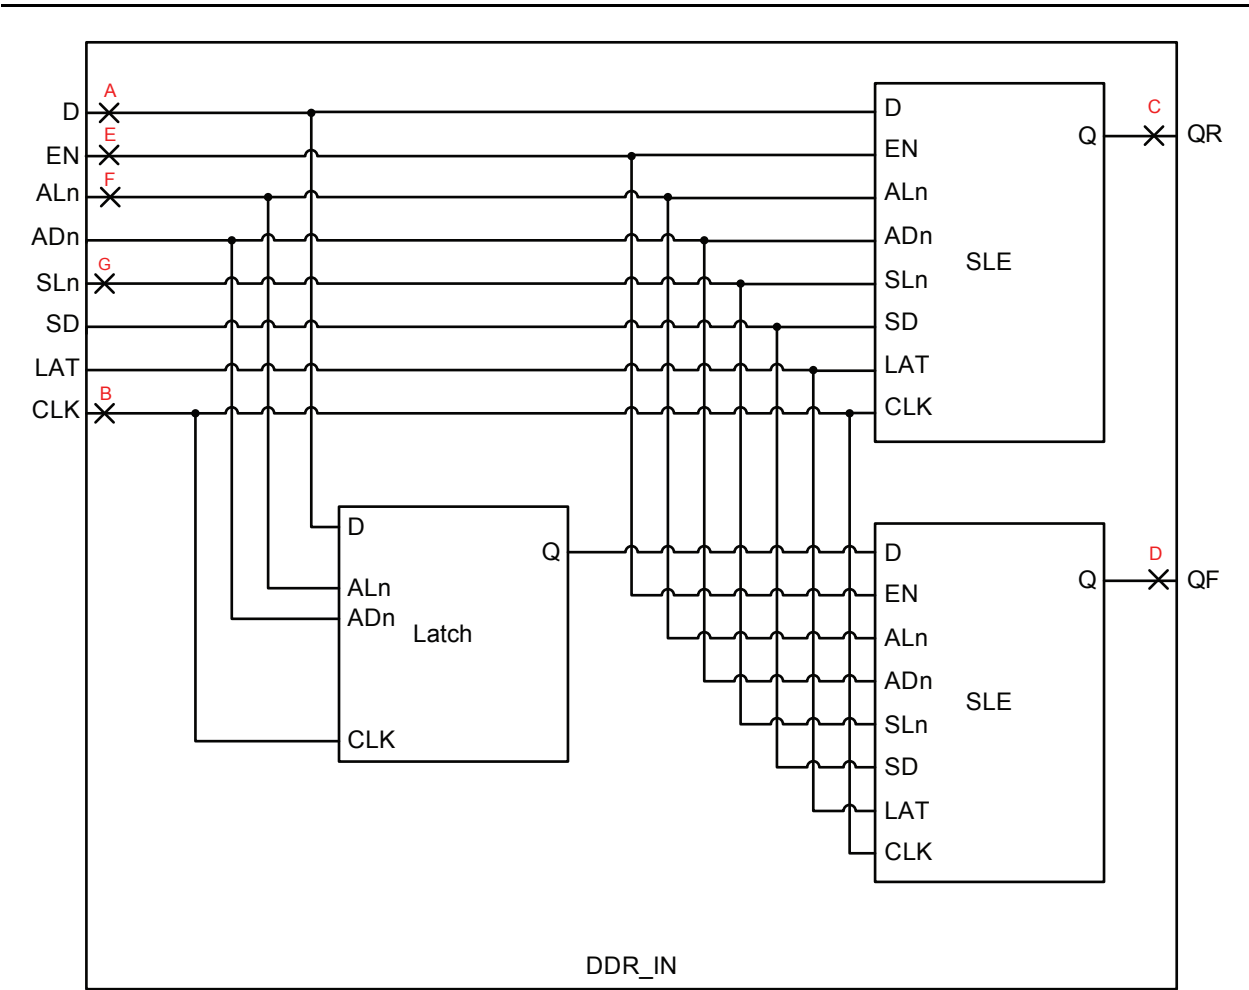 A
D
E
EN
F
ALn
ADn
G
SLn
SD
LAT
B
CLK
D
EN
ALn
ADn
SLn
SD
LAT
CLK
SLE
Q
C
QR
D
ALn
ADn
CLK
Latch
Q
D
EN
ALn
ADn
SLn
SD
LAT
CLK
SLE
Q
D
QF
DDR_IN